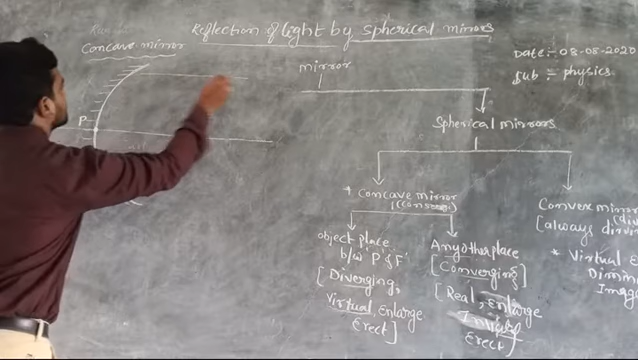 Reflection of light by spherical mirrors
Concave mirror
Date:- 08-08-2020
Sub :- physics
mirror
P
Spherical mirrors
* Concave mirror
Convex mirror
[always
object place
b/w 'P' & 'F'
[Diverging,
Virtual, Enlarge
Erect]
Any other place
[Converging]
[Real, Enlarge
Erect]
* Virtual E
Dimin
Image